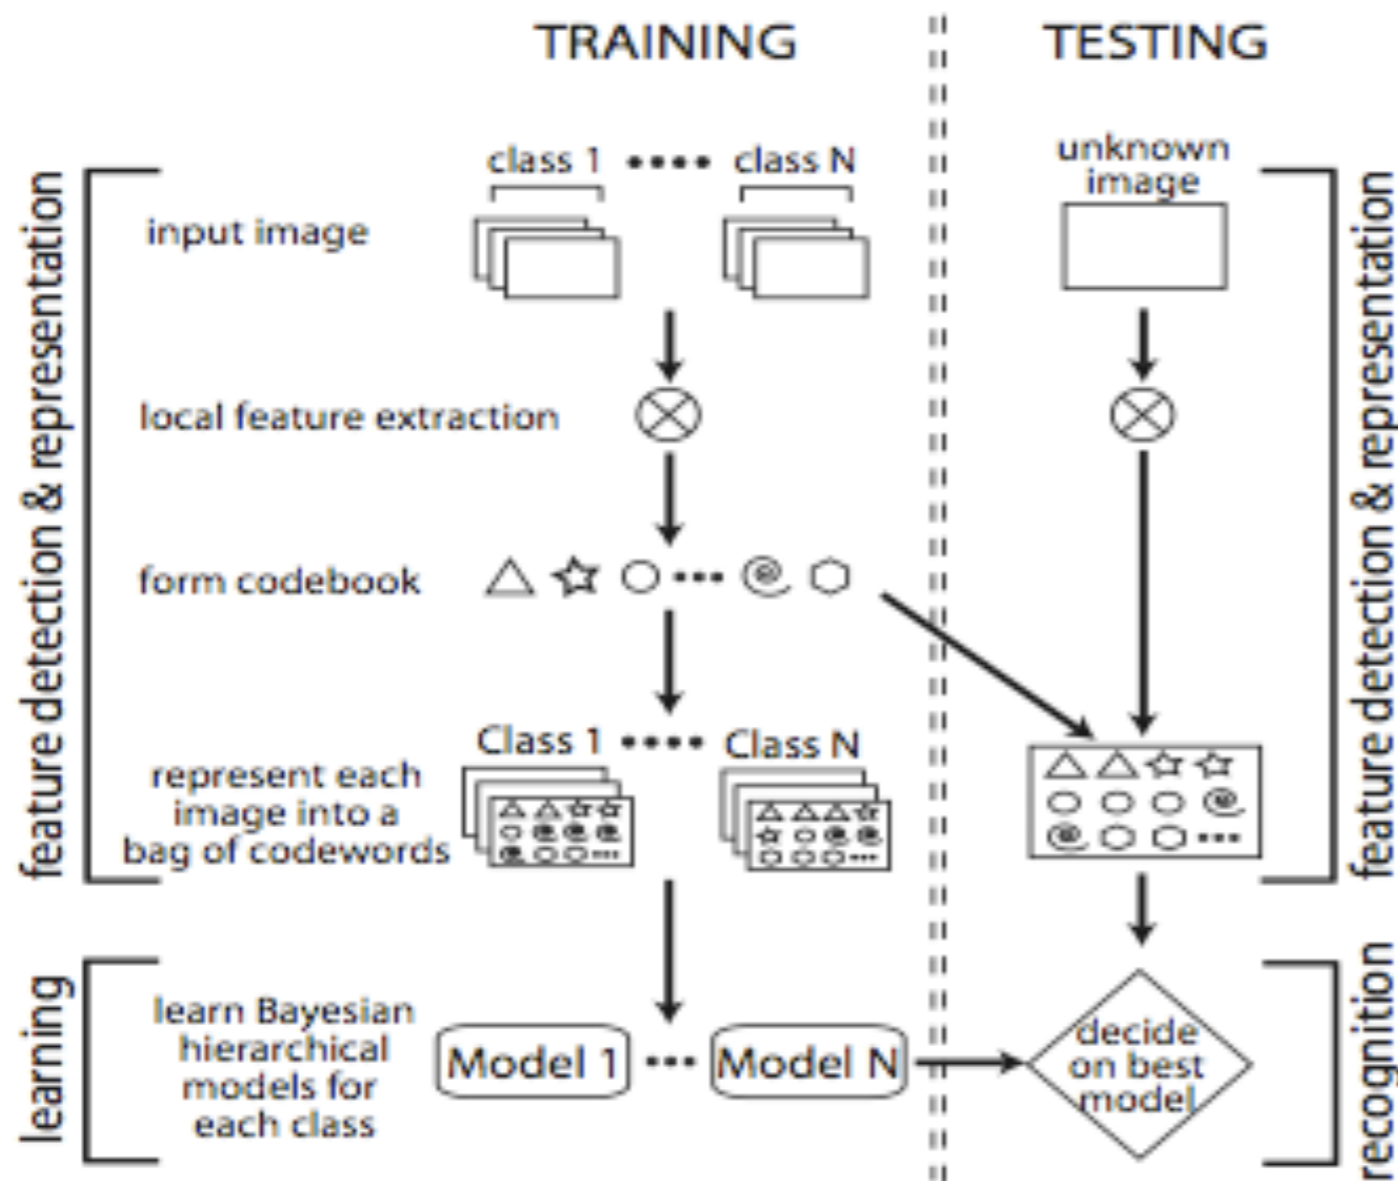 TRAINING
TESTING
class 1
class N
unknown
image
input image
local feature extraction
form codebook
Class 1
Class N
represent each
image into a
bag of codewords
feature detection & representation
feature detection & representation
learn Bayesian
hierarchical
models for
each class
Model 1
Model N
decide
on best
model
learning
recognition